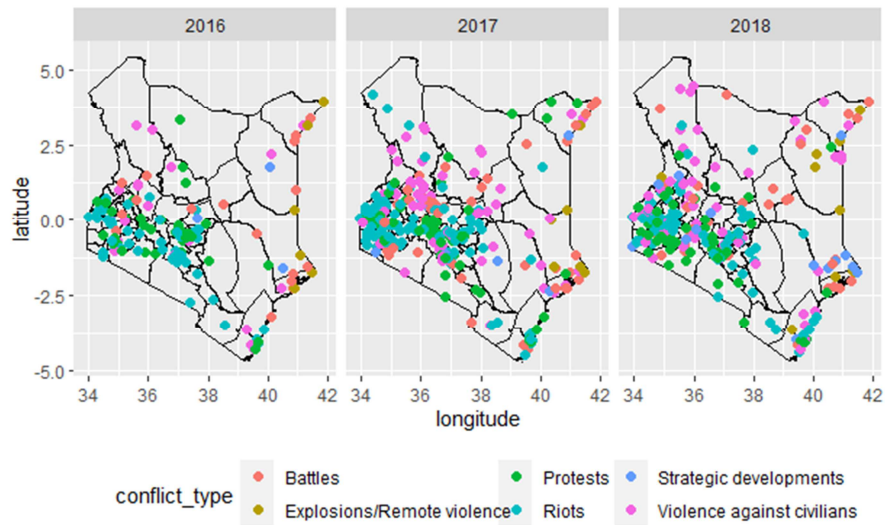 2016 2017 2018
5.0
2.5
0.0
-2.5
-5.0
latitude
34 36 38 40 42 34 36 38 40 42 34 36 38 40 42
longitude
conflict_type
Battles Protests Strategic developments
Explosions/Remote violence Riots Violence against civilians